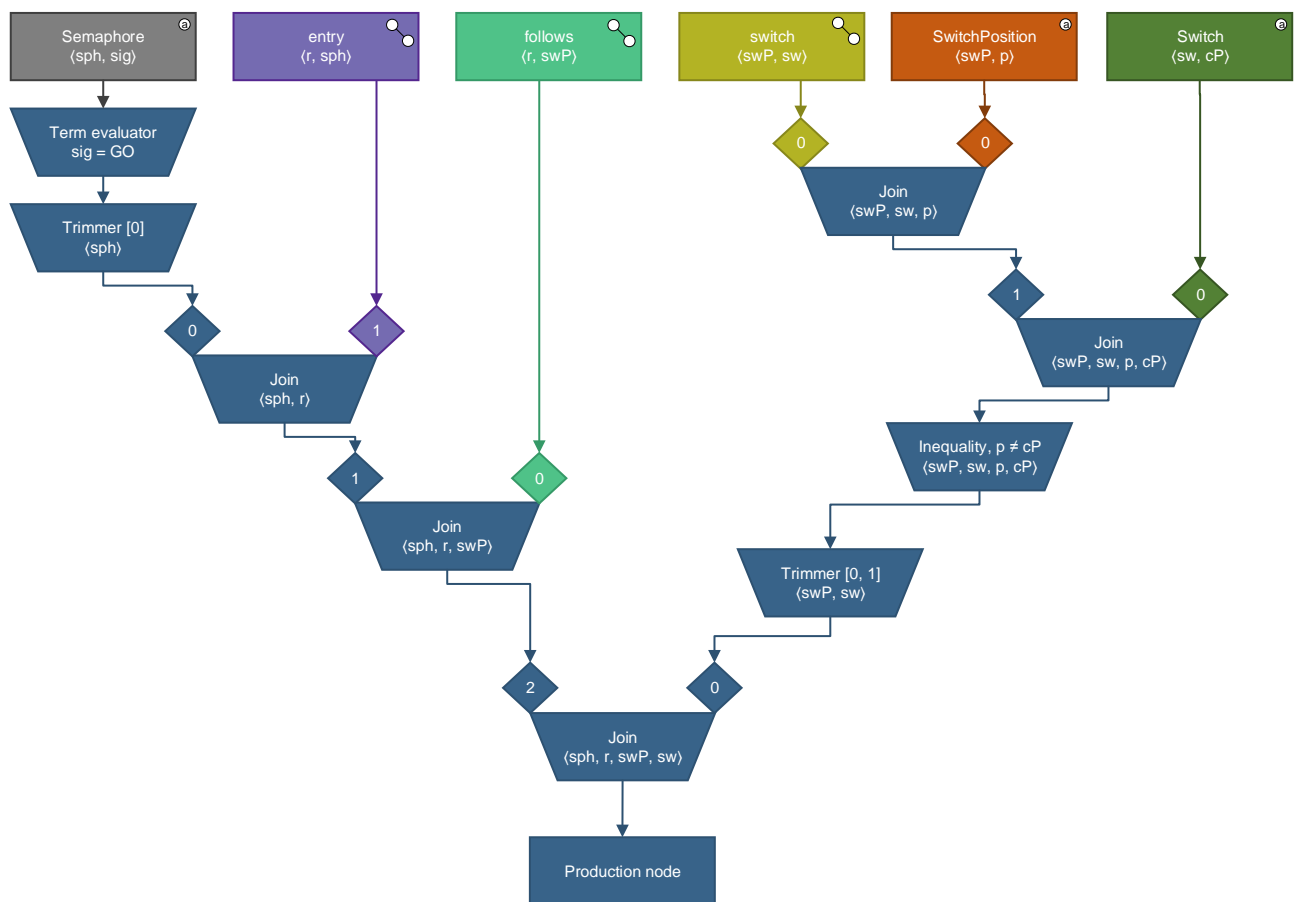 Semaphore
⟨sph, sig⟩
a
entry
⟨r, sph⟩
follows
⟨r, swP⟩
switch
⟨swP, sw⟩
SwitchPosition
⟨swP, p⟩
a
Switch
⟨sw, cP⟩
a
Term evaluator
sig = GO
0
0
Trimmer [0]
⟨sph⟩
Join
⟨swP, sw, p⟩
0
1
1
0
Join
⟨sph, r⟩
Join
⟨swP, sw, p, cP⟩
1
0
Inequality, p ≠ cP
⟨swP, sw, p, cP⟩
Join
⟨sph, r, swP⟩
Trimmer [0, 1]
⟨swP, sw⟩
2
0
Join
⟨sph, r, swP, sw⟩
Production node